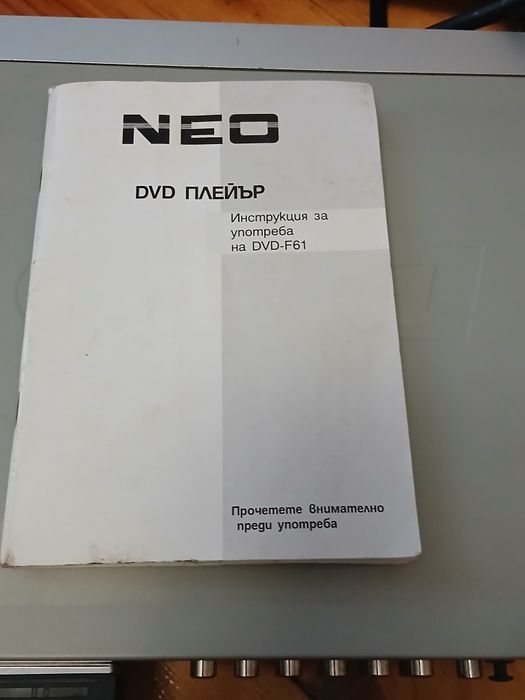 NEO
DVD ПЛЕЙЪР
Инструкция за
употреба
на DVD-F61
Прочетете внимателно
преди употреба